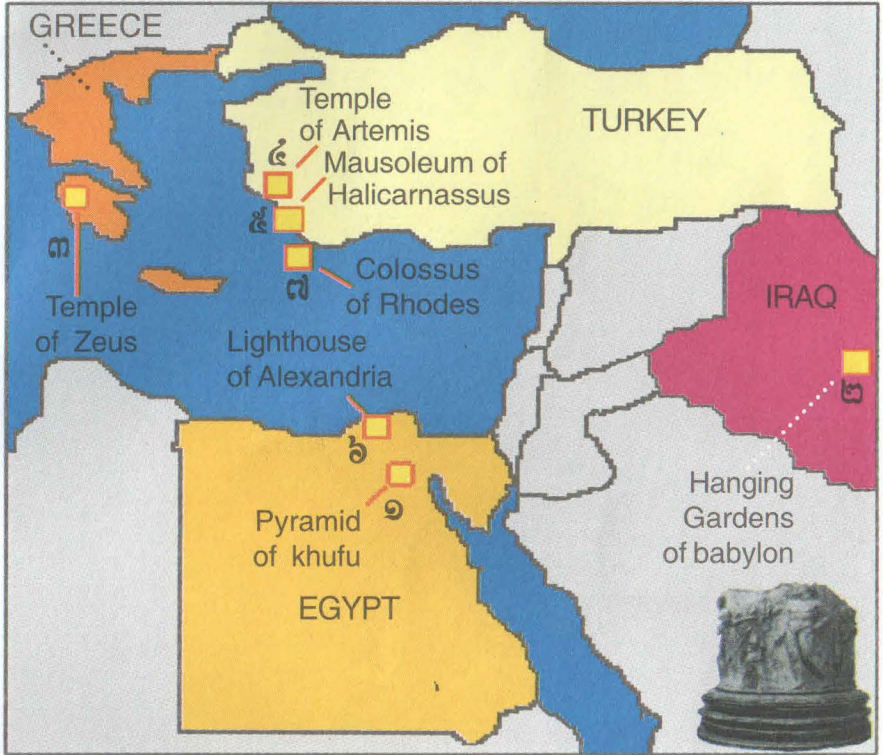 GREECE
Temple
of Artemis
TURKEY
๔
Mausoleum of
Halicarnassus
๕
๓
๗
Colossus
of Rhodes
IRAQ
Temple
of Zeus
Lighthouse
of Alexandria
๒
๖
๑
Pyramid
of khufu
Hanging
Gardens
of babylon
EGYPT